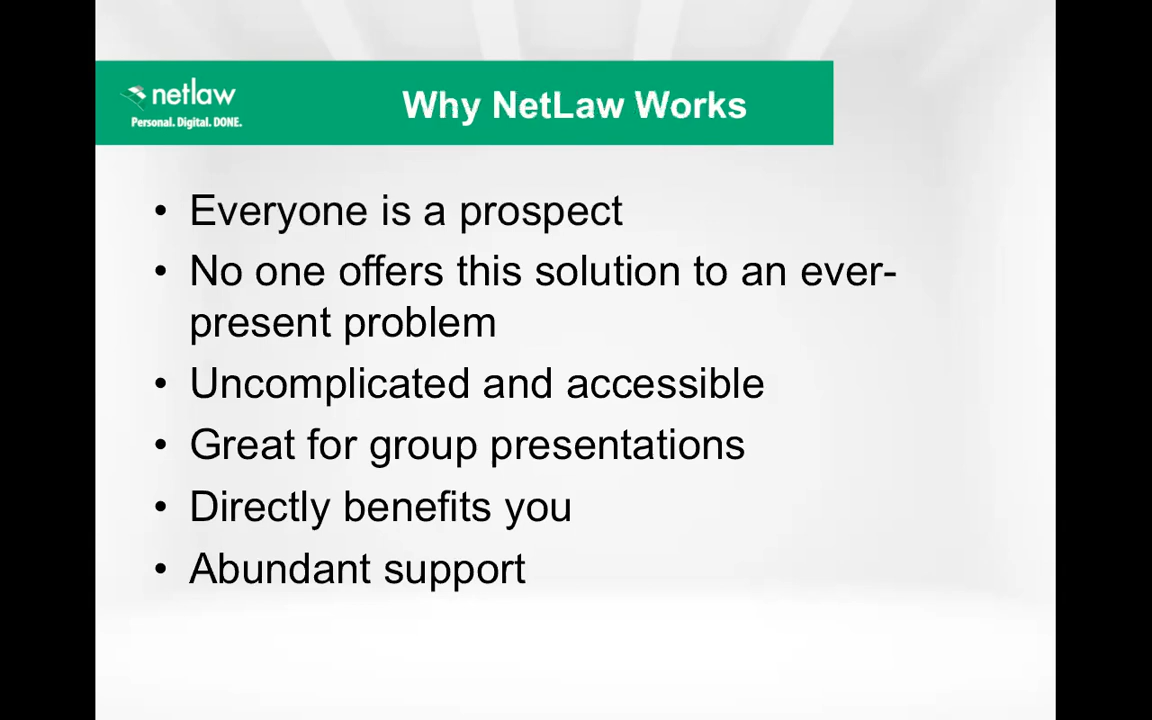 netlaw
Personal. Digital. DONE.
Why NetLaw Works
• Everyone is a prospect
• No one offers this solution to an ever-
present problem
• Uncomplicated and accessible
• Great for group presentations
• Directly benefits you
• Abundant support